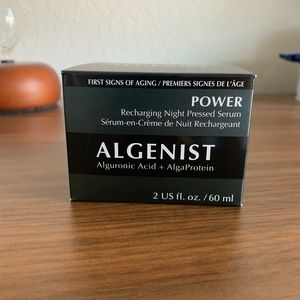 FIRST SIGNS OF AGING / PREMIERS SIGNES DE L'ÂGE
POWER
Recharging Night Pressed Serum
Sérum-en-Crème de Nuit Rechargeant
ALGENIST
Alguronic Acid + AlgaProtein
2 US fl. oz. / 60 ml